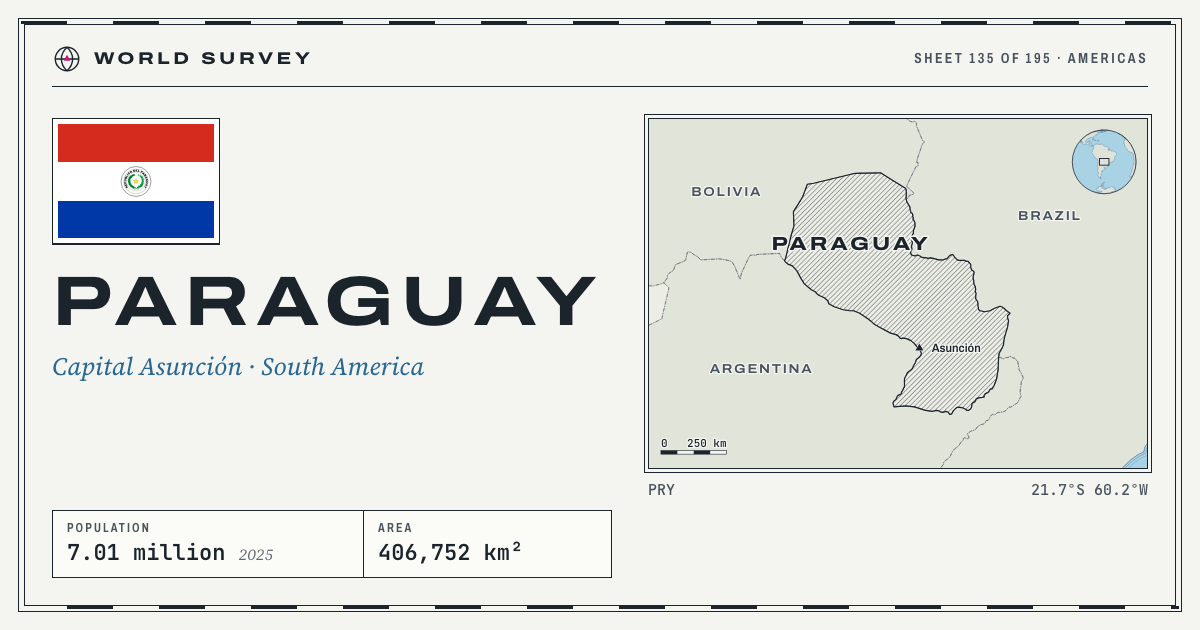 WORLD SURVEY
SHEET 135 OF 195 · AMERICAS
PARAGUAY
Capital Asunción · South America
POPULATION
7.01 million 2025
AREA
406,752 km²
BOLIVIA
BRAZIL
PARAGUAY
Asunción
ARGENTINA
0 250 km
PRY
21.7°S 60.2°W